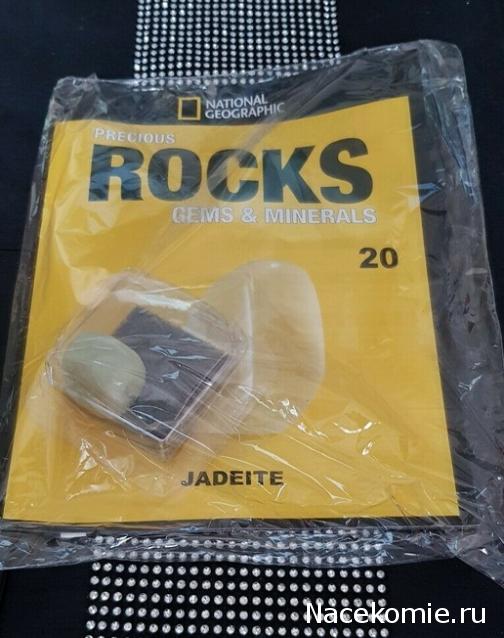 NATIONAL
GEOGRAPHIC
PRECIOUS
ROCKS
GEMS & MINERALS
20
JADEITE
Nacekomie.ru